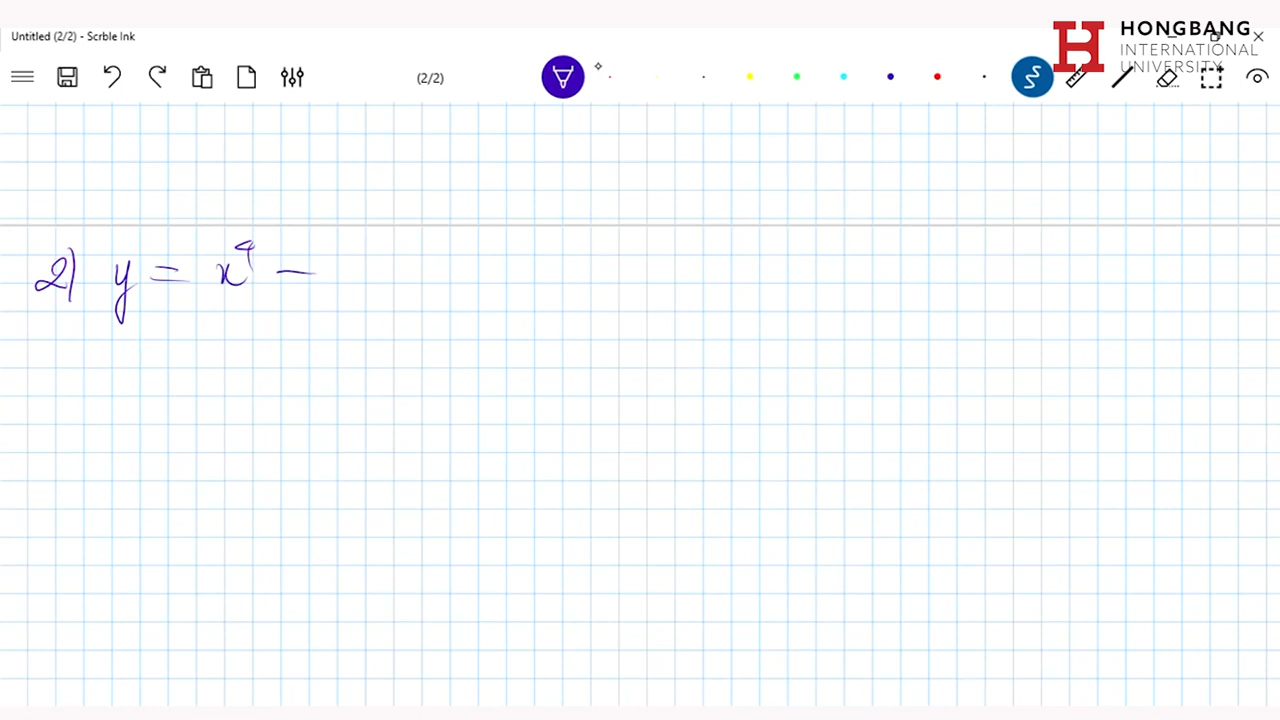 Untitled (2/2) - Scrble Ink
HONGBANG
INTERNATIONAL
UNIVERSITY
(2/2)
2) y = x⁴ −